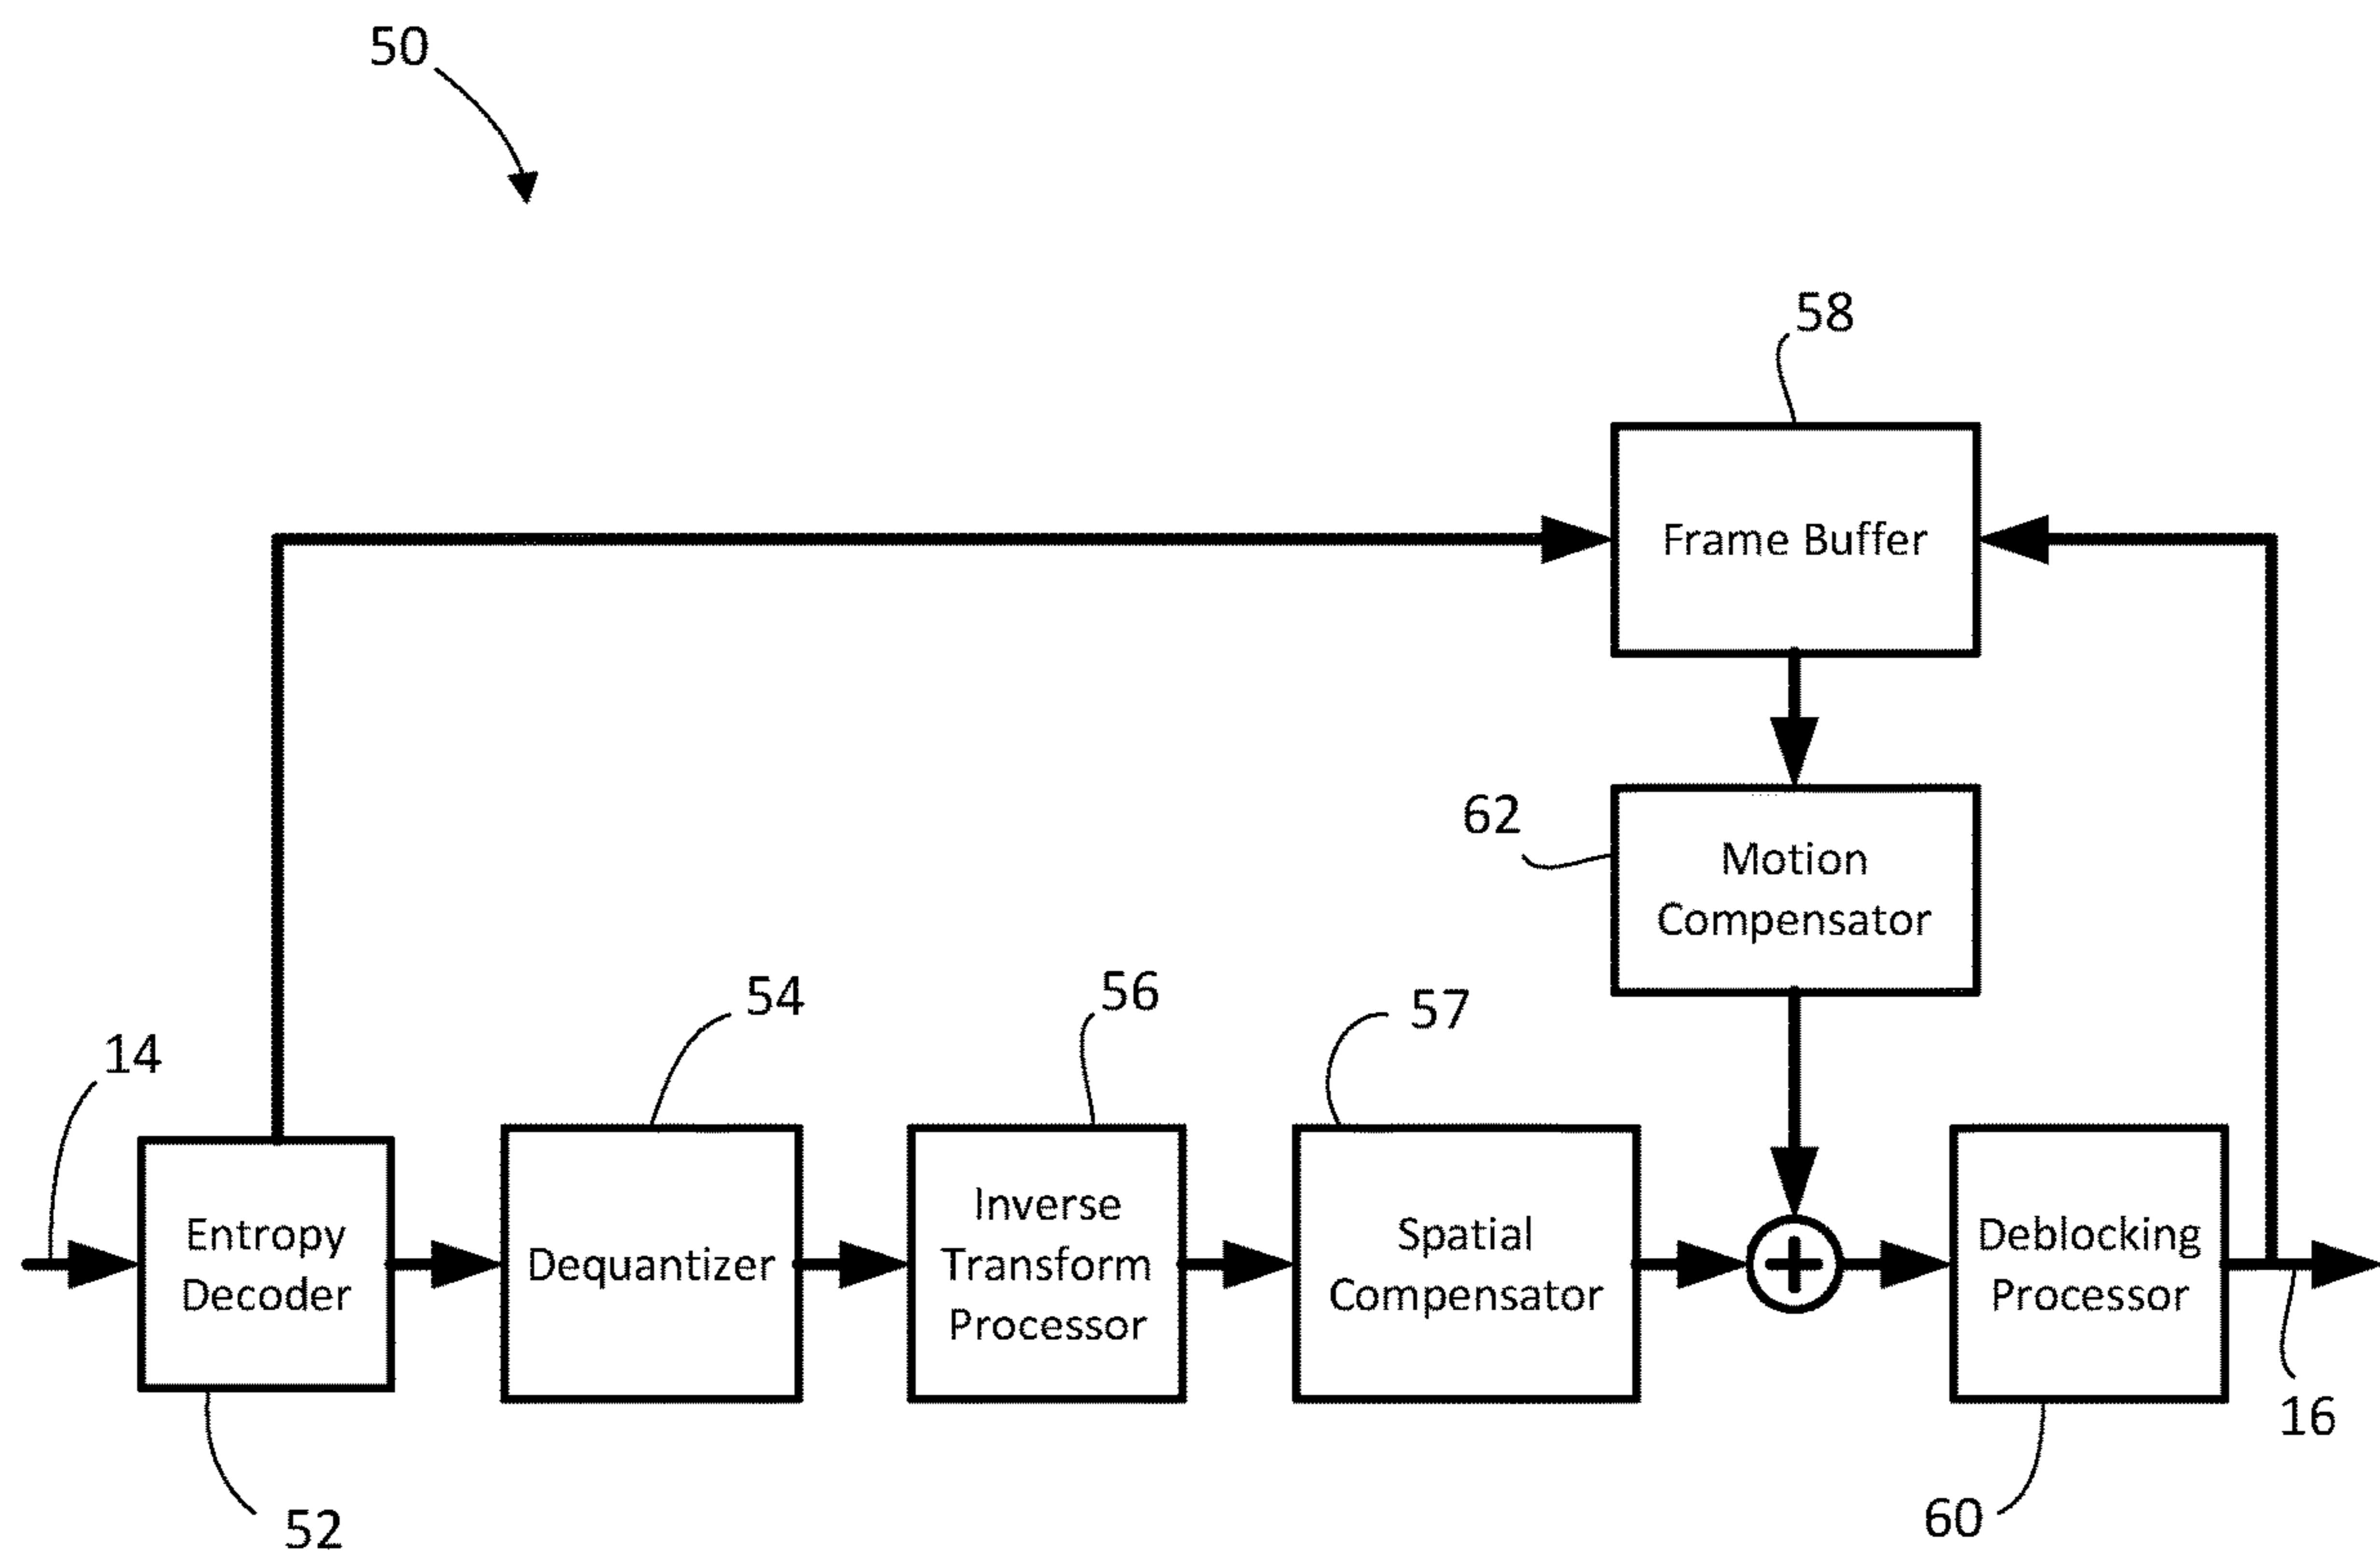 50
58
Frame Buffer
62
Motion
Compensator
14
54
56
57
Entropy
Decoder
Dequantizer
Inverse
Transform
Processor
Spatial
Compensator
+
Deblocking
Processor
16
52
60